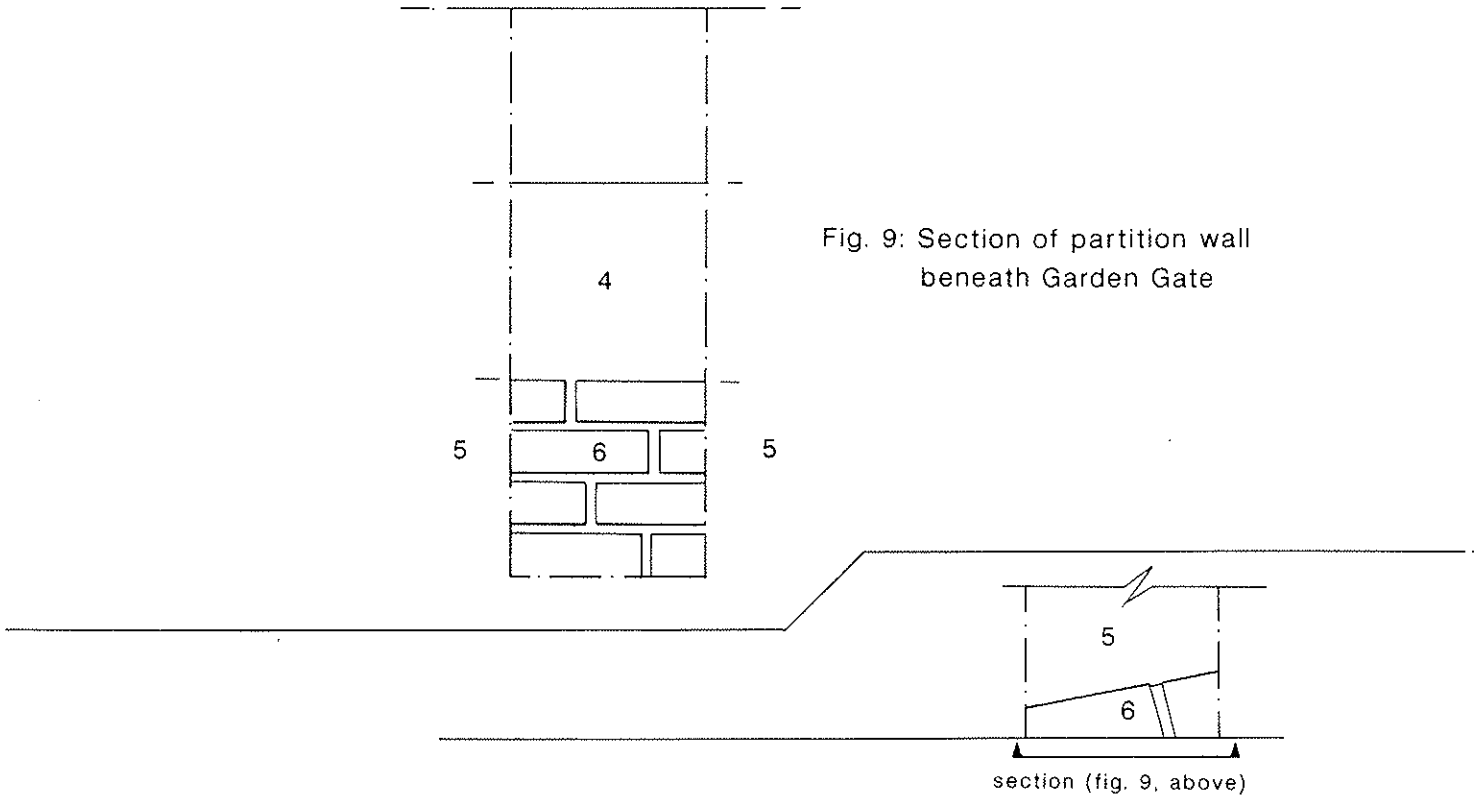 Fig. 9: Section of partition wall
beneath Garden Gate
4
5 6 5
5
6
section (fig. 9, above)